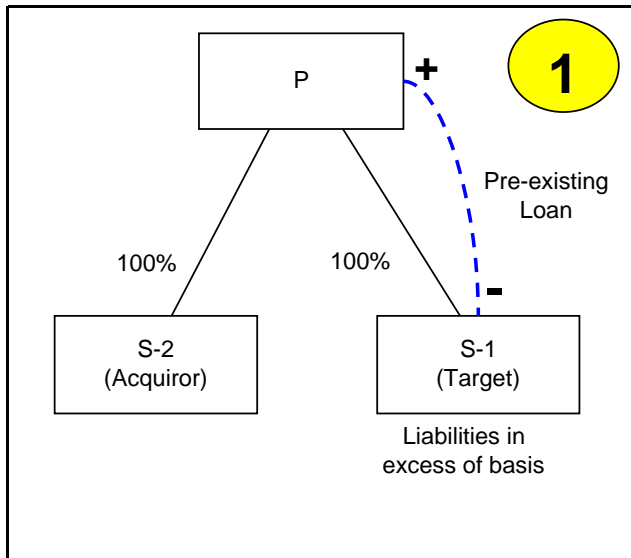 P
+
1
Pre-existing
Loan
100%
100%
-
S-2
(Acquiror)
S-1
(Target)
Liabilities in
excess of basis